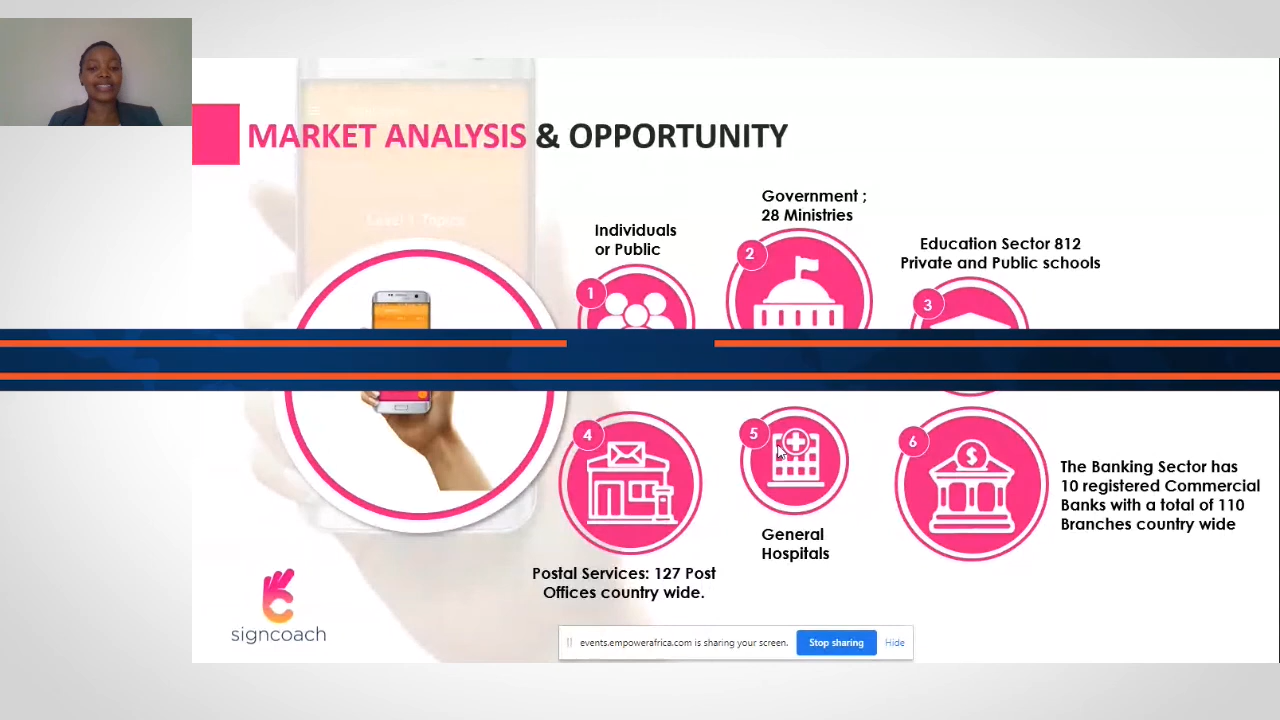 MARKET ANALYSIS & OPPORTUNITY
Level 1 Topics
Individuals
or Public
1
Government ;
28 Ministries
2
Education Sector 812
Private and Public schools
3
4
Postal Services: 127 Post
Offices country wide.
5
General
Hospitals
6
$
The Banking Sector has
10 registered Commercial
Banks with a total of 110
Branches country wide
signcoach
events.empowerafrica.com is sharing your screen.
Stop sharing
Hide